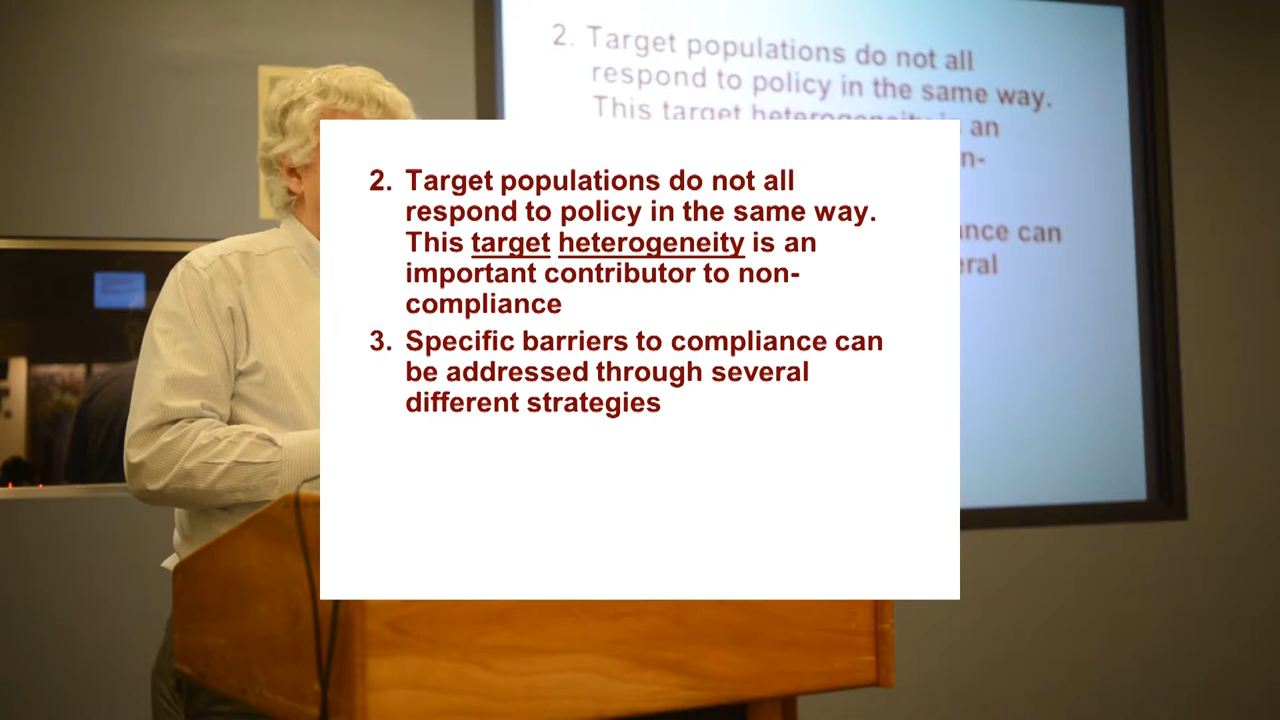 2. Target populations do not all
respond to policy in the same way.
This target heterogeneity is an
an
n-
ance can
eral
2. Target populations do not all
respond to policy in the same way.
This target heterogeneity is an
important contributor to non-
compliance
3. Specific barriers to compliance can
be addressed through several
different strategies